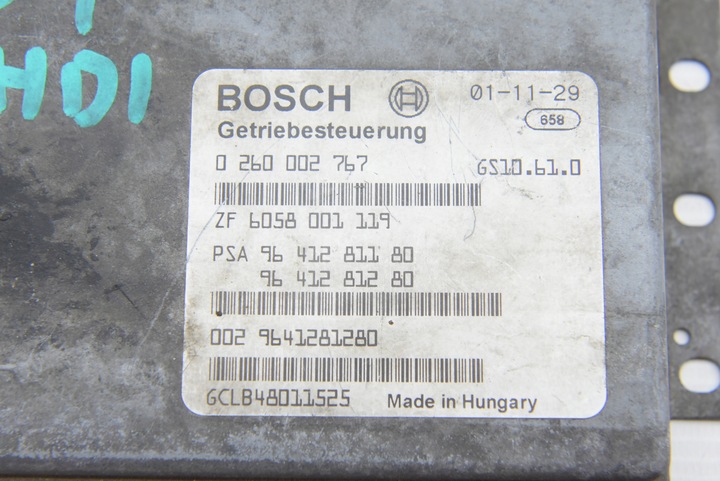 HDI
BOSCH 01-11-29
658
Getriebesteuerung
0 260 002 767 GS10.61.0
ZF 6058 001 119
PSA 96 412 811 80
96 412 812 80
002 9641281280
GCLB48011525 Made in Hungary